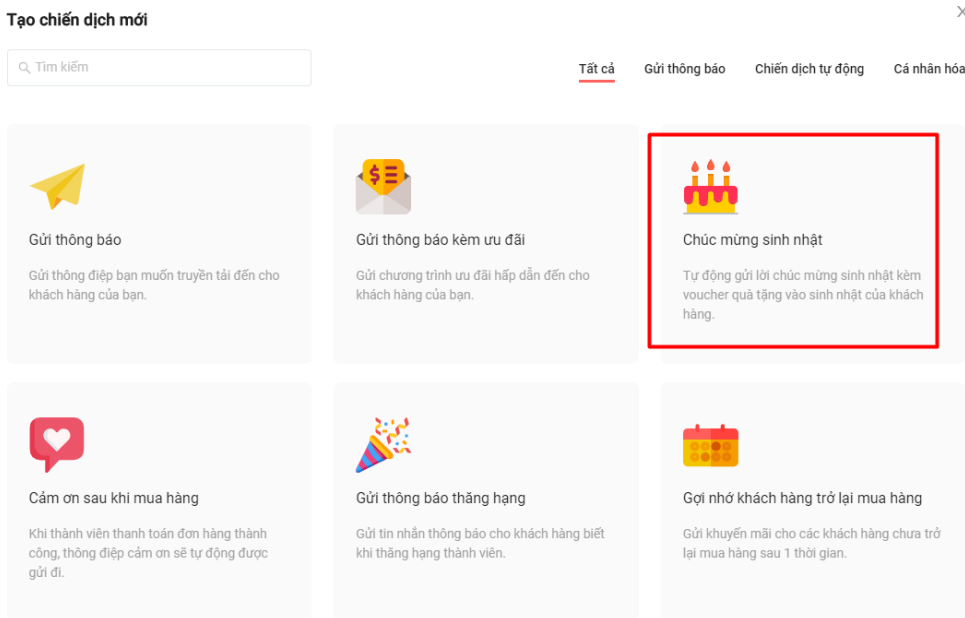 Tạo chiến dịch mới
X
Tìm kiếm
Tất cả Gửi thông báo Chiến dịch tự động Cá nhân hóa
Gửi thông báo
Gửi thông điệp bạn muốn truyền tải đến cho
khách hàng của bạn.
Gửi thông báo kèm ưu đãi
Gửi chương trình ưu đãi hấp dẫn đến cho
khách hàng của bạn.
Chúc mừng sinh nhật
Tự động gửi lời chúc mừng sinh nhật kèm
voucher quà tặng vào sinh nhật của khách
hàng.
Cảm ơn sau khi mua hàng
Khi thành viên thanh toán đơn hàng thành
công, thông điệp cảm ơn sẽ tự động được
gửi đi.
Gửi thông báo thăng hạng
Gửi tin nhắn thông báo cho khách hàng biết
khi thăng hạng thành viên.
Gợi nhớ khách hàng trở lại mua hàng
Gửi khuyến mãi cho các khách hàng chưa trở
lại mua hàng sau 1 thời gian.